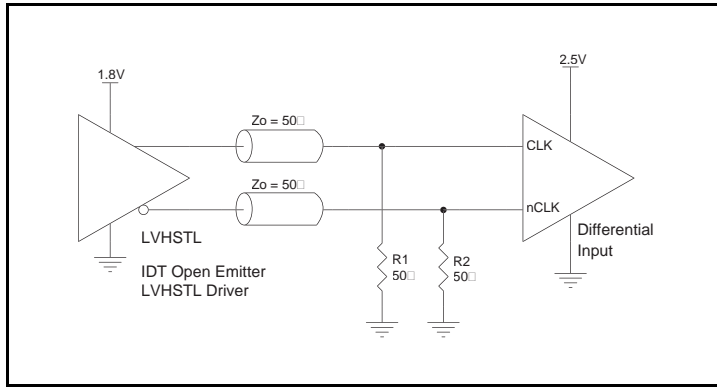 1.8V
2.5V
Zo = 50□
CLK
Zo = 50□
nCLK
LVHSTL
IDT Open Emitter
LVHSTL Driver
R1
50□
R2
50□
Differential
Input